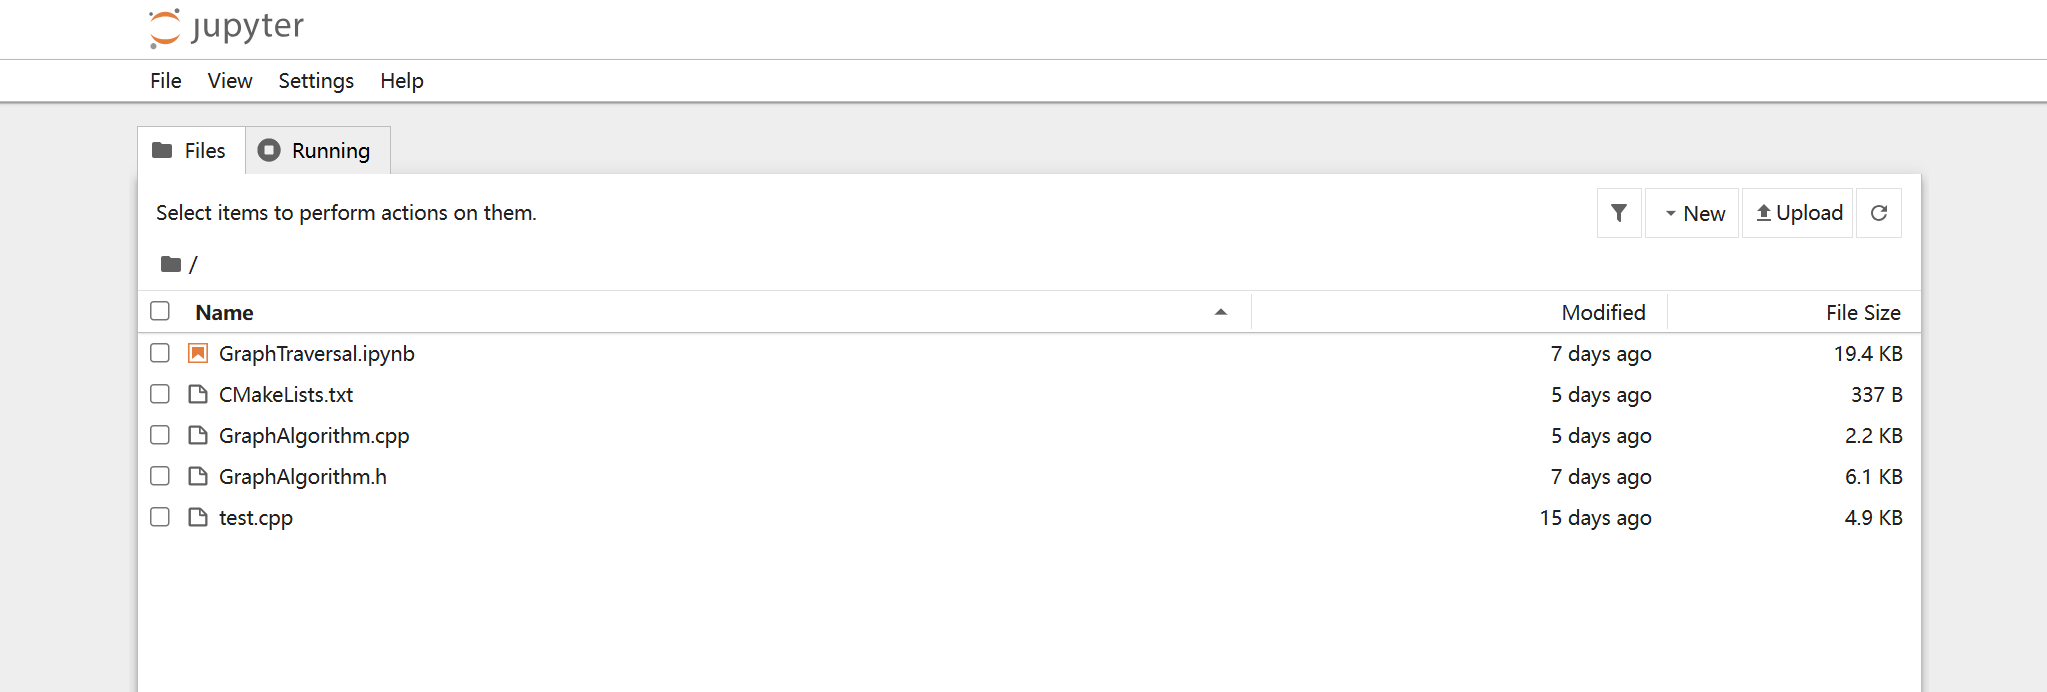 jupyter
File View Settings Help
Files Running
Select items to perform actions on them.
New Upload
/
Name Modified File Size
GraphTraversal.ipynb 7 days ago 19.4 KB
CMakeLists.txt 5 days ago 337 B
GraphAlgorithm.cpp 5 days ago 2.2 KB
GraphAlgorithm.h 7 days ago 6.1 KB
test.cpp 15 days ago 4.9 KB